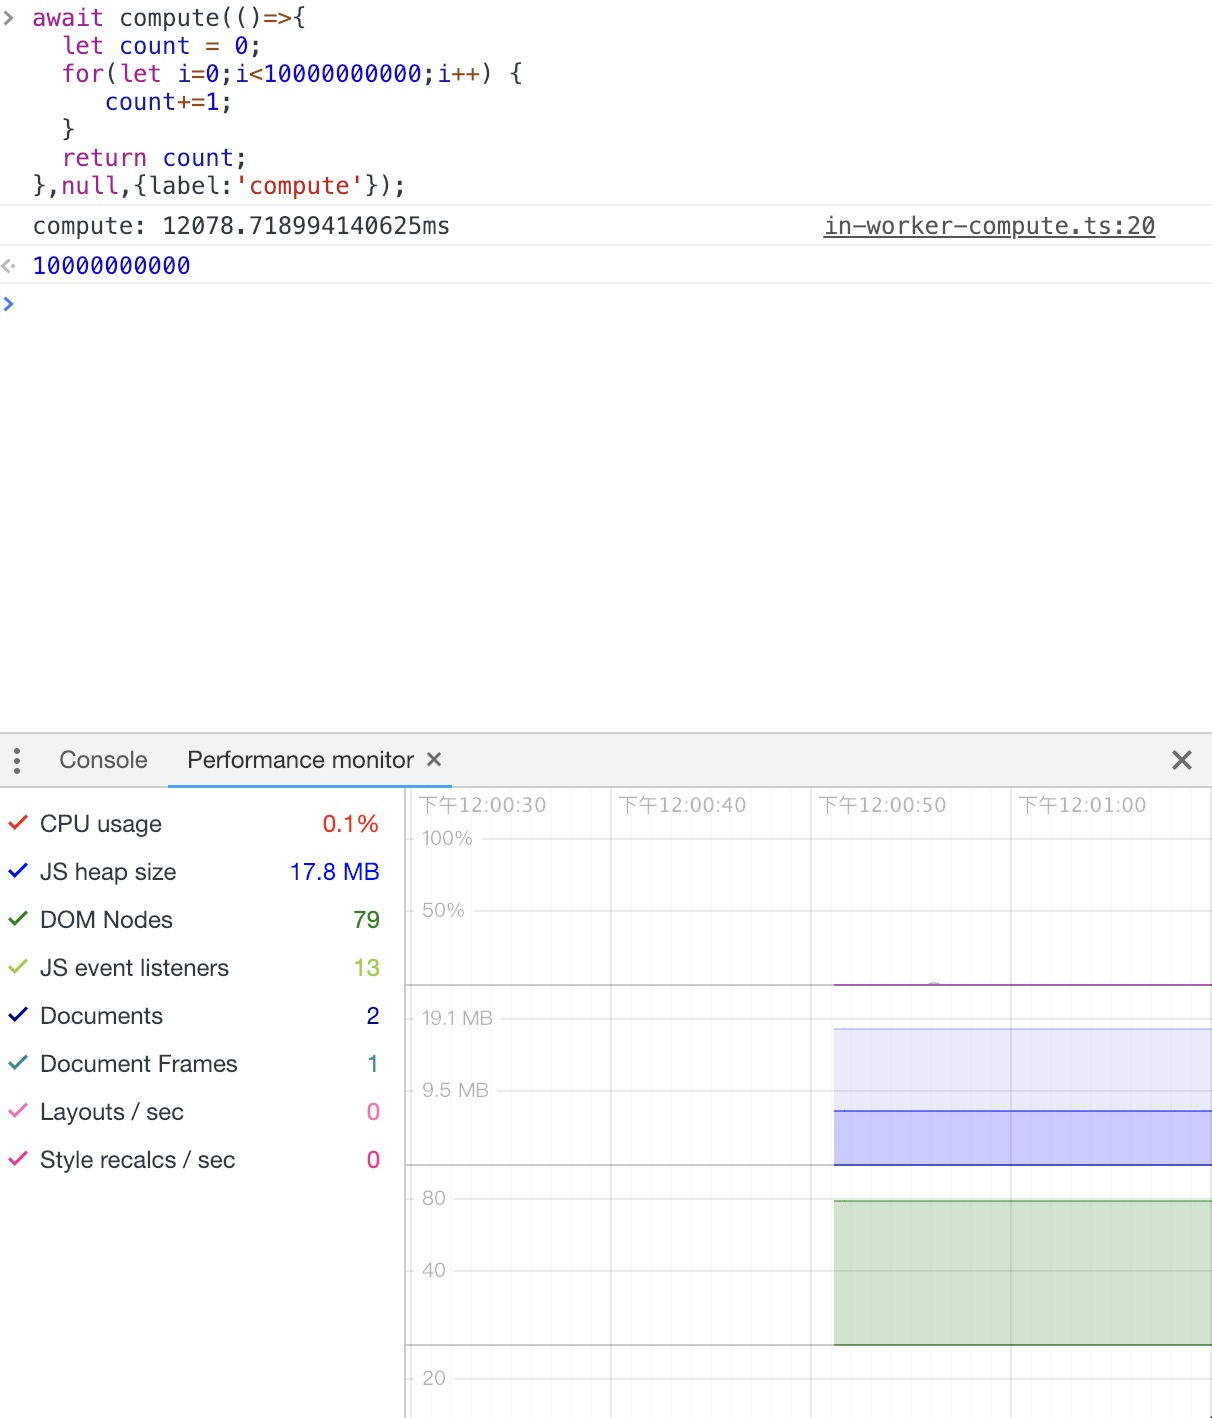 await compute(()=>{
let count = 0;
for(let i=0;i<10000000000;i++) {
count+=1;
}
return count;
},null,{label:'compute'});
compute: 12078.718994140625ms in-worker-compute.ts:20
10000000000
Console Performance monitor
CPU usage 0.1%
JS heap size 17.8 MB
DOM Nodes 79
JS event listeners 13
Documents 2
Document Frames 1
Layouts / sec 0
Style recalcs / sec 0
下午12:00:30 下午12:00:40 下午12:00:50 下午12:01:00
100%
50%
19.1 MB
9.5 MB
80
40
20